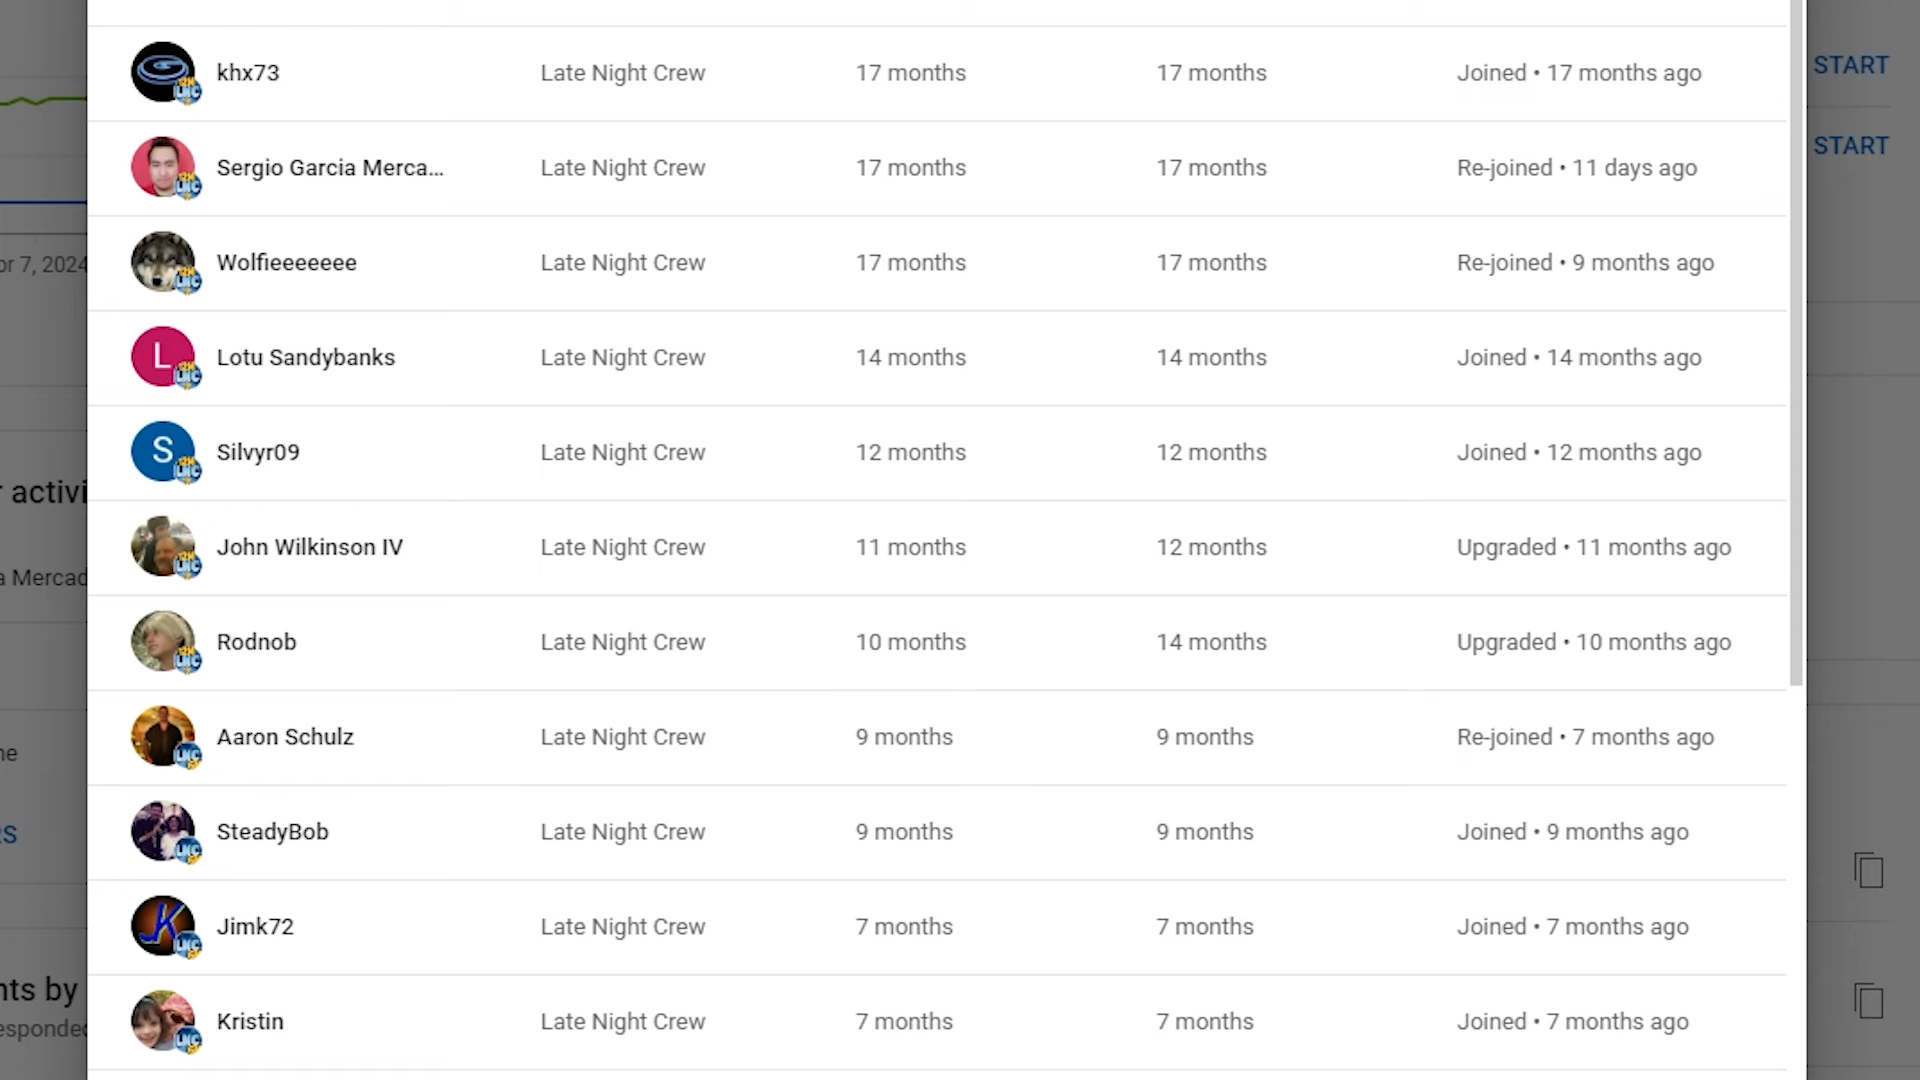 khx73 Late Night Crew 17 months 17 months Joined • 17 months ago
START
Sergio Garcia Merca... Late Night Crew 17 months 17 months Re-joined • 11 days ago
START
Wolfieeeeeee Late Night Crew 17 months 17 months Re-joined • 9 months ago
or 7, 2024
L Lotu Sandybanks Late Night Crew 14 months 14 months Joined • 14 months ago
S Silvyr09 Late Night Crew 12 months 12 months Joined • 12 months ago
r activi
John Wilkinson IV Late Night Crew 11 months 12 months Upgraded • 11 months ago
a Mercad
Rodnob Late Night Crew 10 months 14 months Upgraded • 10 months ago
Aaron Schulz Late Night Crew 9 months 9 months Re-joined • 7 months ago
ne
SteadyBob Late Night Crew 9 months 9 months Joined • 9 months ago
RS
Jimk72 Late Night Crew 7 months 7 months Joined • 7 months ago
nts by
Kristin Late Night Crew 7 months 7 months Joined • 7 months ago
esponded